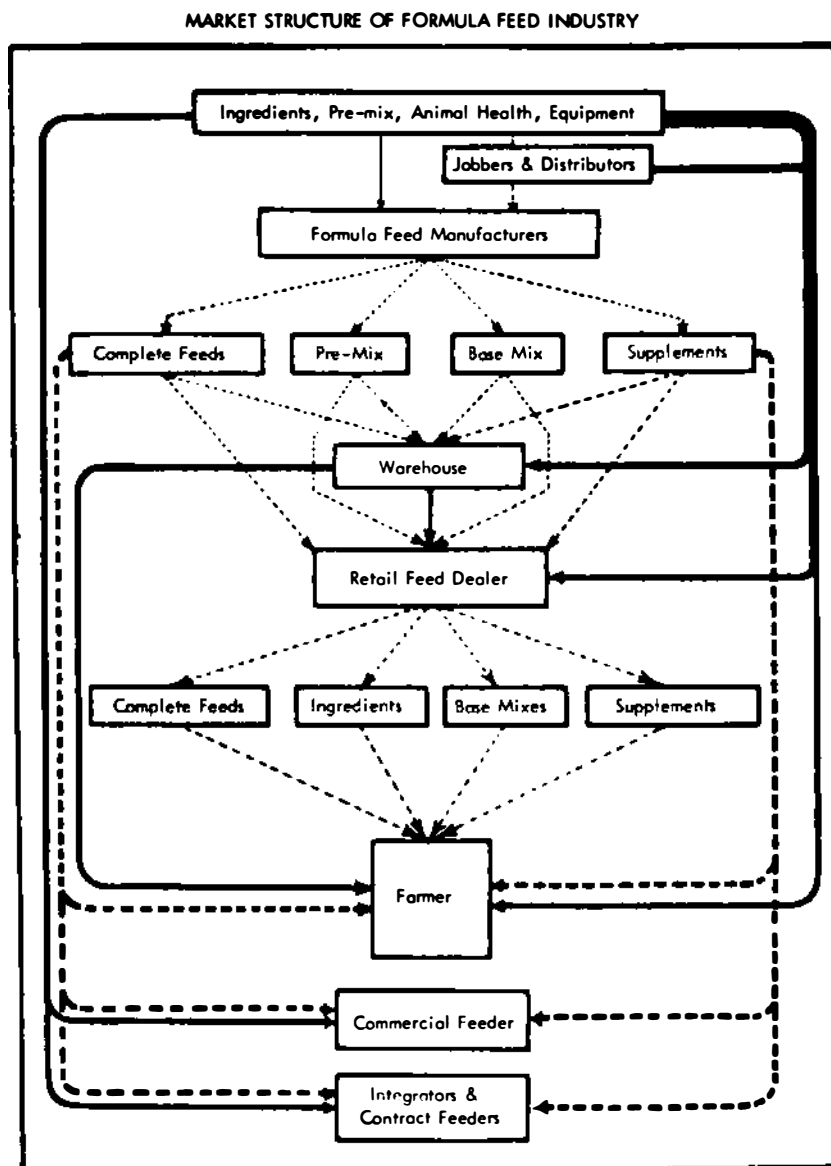 MARKET STRUCTURE OF FORMULA FEED INDUSTRY
Ingredients, Pre-mix, Animal Health, Equipment
Jobbers & Distributors
Formula Feed Manufacturers
Complete Feeds
Pre-Mix
Base Mix
Supplements
Warehouse
Retail Feed Dealer
Complete Feeds
Ingredients
Base Mixes
Supplements
Farmer
Commercial Feeder
Integrators &
Contract Feeders